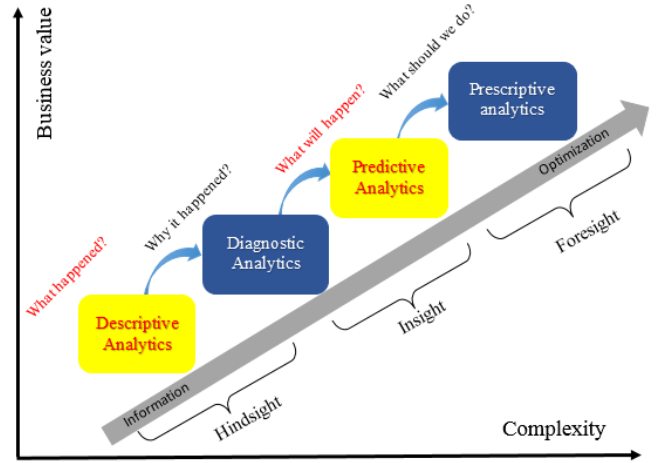 Business value
What should we do?
Prescriptive
analytics
What will happen?
Predictive
Analytics
Optimization
Why it happened?
Foresight
Diagnostic
Analytics
What happened?
Insight
Descriptive
Analytics
Information
Hindsight
Complexity